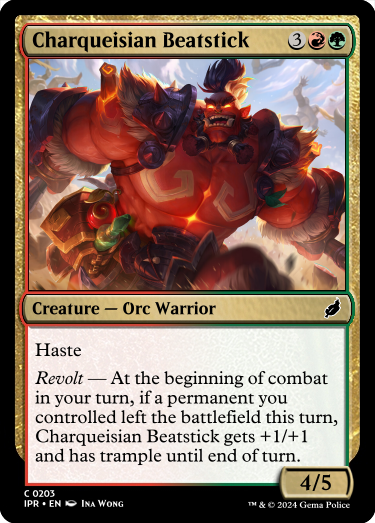 Charqueisian Beatstick 3
Creature — Orc Warrior
Haste
Revolt — At the beginning of combat
in your turn, if a permanent you
controlled left the battlefield this turn,
Charqueisian Beatstick gets +1/+1
and has trample until end of turn.
4/5
C 0203
IPR • EN Ina Wong
™ & © 2024 Gema Police